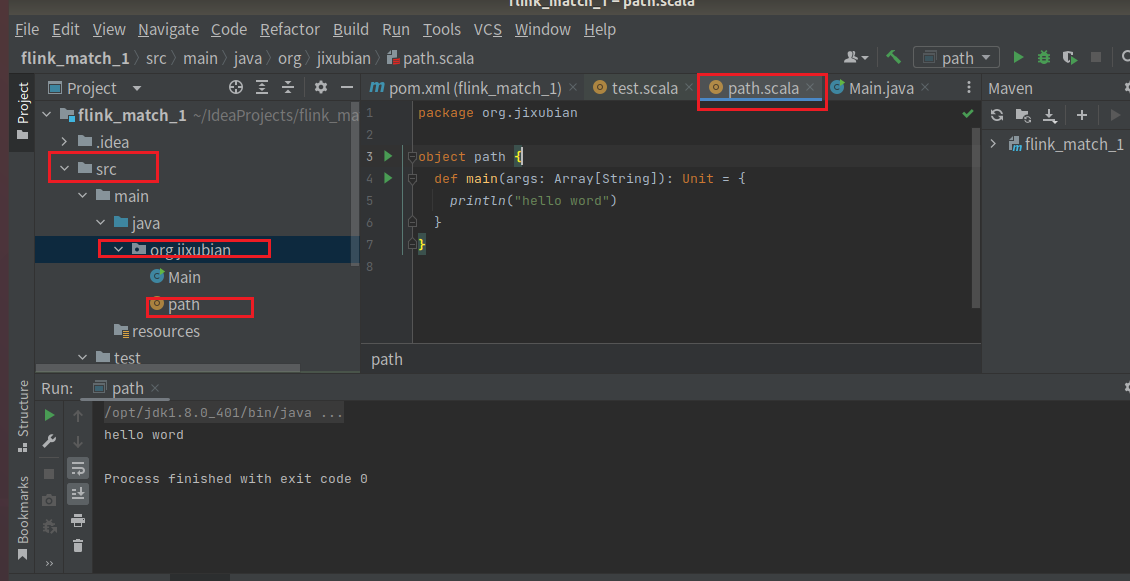 flink_match_1 – path.scala
File Edit View Navigate Code Refactor Build Run Tools VCS Window Help
flink_match_1 src main java org jixubian path.scala path
Project
Project
flink_match_1 ~/IdeaProjects/flink_ma
.idea
src
main
java
org.jixubian
Main
path
resources
test
pom.xml (flink_match_1) test.scala path.scala Main.java
1 package org.jixubian
2
3 object path {
4 def main(args: Array[String]): Unit = {
5 println("hello word")
6 }
7 }
8
path
Maven
flink_match_1
Run: path
/opt/jdk1.8.0_401/bin/java ...
hello word
Process finished with exit code 0
Structure
Bookmarks